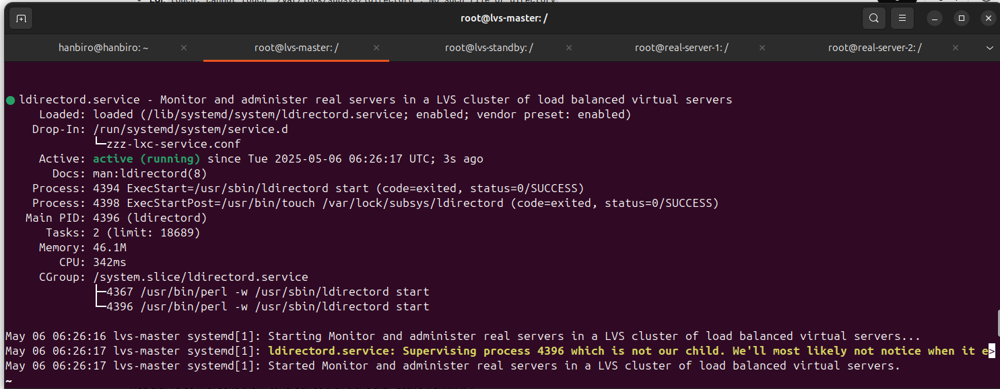 root@lvs-master: /
hanbiro@hanbiro: ~
root@lvs-master: /
root@lvs-standby: /
root@real-server-1: /
root@real-server-2: /
● ldirectord.service - Monitor and administer real servers in a LVS cluster of load balanced virtual servers
Loaded: loaded (/lib/systemd/system/ldirectord.service; enabled; vendor preset: enabled)
Drop-In: /run/systemd/system/service.d
└─zzz-lxc-service.conf
Active: active (running) since Tue 2025-05-06 06:26:17 UTC; 3s ago
Docs: man:ldirectord(8)
Process: 4394 ExecStart=/usr/sbin/ldirectord start (code=exited, status=0/SUCCESS)
Process: 4398 ExecStartPost=/usr/bin/touch /var/lock/subsys/ldirectord (code=exited, status=0/SUCCESS)
Main PID: 4396 (ldirectord)
Tasks: 2 (limit: 18689)
Memory: 46.1M
CPU: 342ms
CGroup: /system.slice/ldirectord.service
├─4367 /usr/bin/perl -w /usr/sbin/ldirectord start
└─4396 /usr/bin/perl -w /usr/sbin/ldirectord start
May 06 06:26:16 lvs-master systemd[1]: Starting Monitor and administer real servers in a LVS cluster of load balanced virtual servers...
May 06 06:26:17 lvs-master systemd[1]: ldirectord.service: Supervising process 4396 which is not our child. We'll most likely not notice when it e>
May 06 06:26:17 lvs-master systemd[1]: Started Monitor and administer real servers in a LVS cluster of load balanced virtual servers.
~